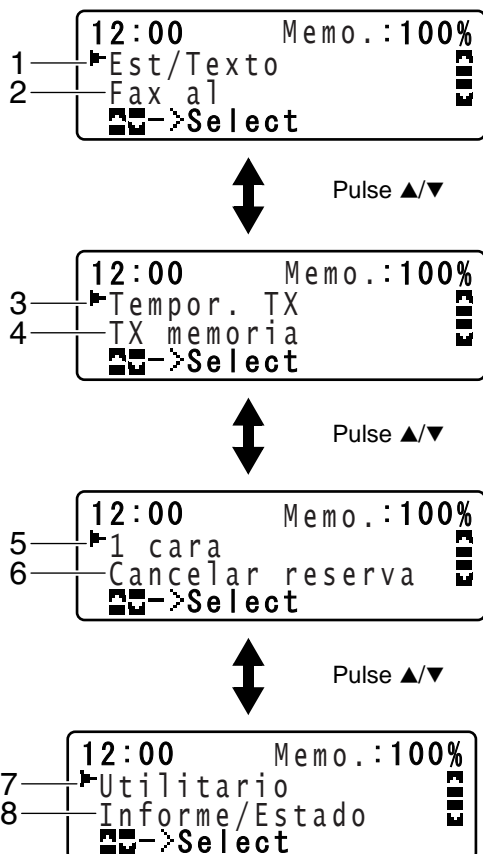 12:00 Memo.:100%
1 Est/Texto
2 Fax al
->Select
Pulse ▲/▼
12:00 Memo.:100%
3 Tempor. TX
4 TX memoria
->Select
Pulse ▲/▼
12:00 Memo.:100%
5 1 cara
6 Cancelar reserva
->Select
Pulse ▲/▼
12:00 Memo.:100%
7 Utilitario
8 Informe/Estado
->Select